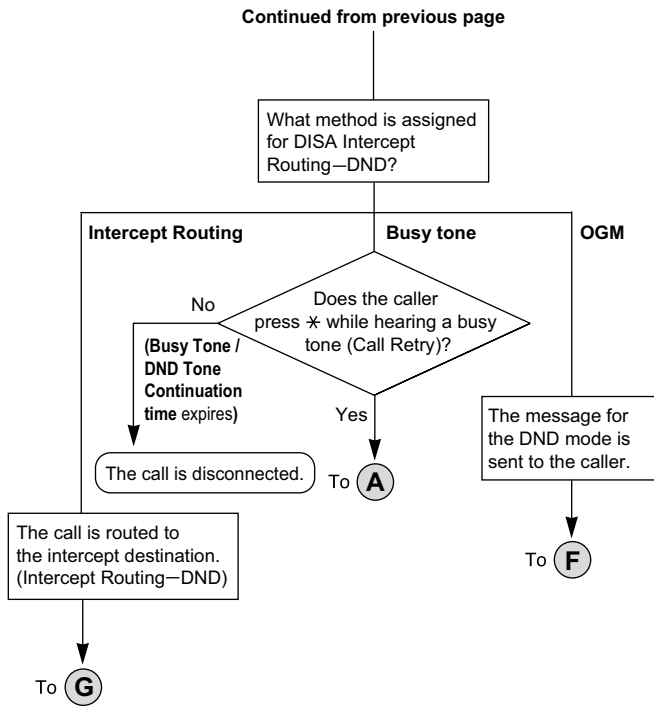 Continued from previous page
What method is assigned
for DISA Intercept
Routing—DND?
Intercept Routing
Busy tone
OGM
No
Does the caller
press ✳ while hearing a busy
tone (Call Retry)?
(Busy Tone /
DND Tone
Continuation
time expires)
Yes
The call is disconnected.
To A
The message for
the DND mode is
sent to the caller.
The call is routed to
the intercept destination.
(Intercept Routing—DND)
To F
To G